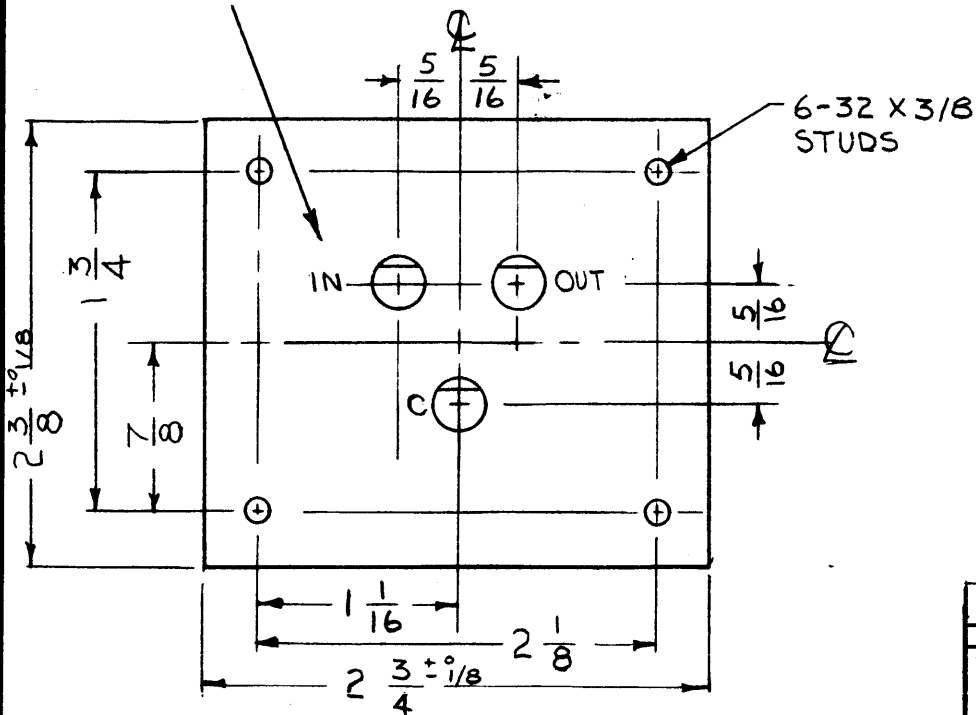 ℄
5/16 5/16
6-32 X 3/8
STUDS
1 3/4
IN OUT
5/16
2 3/8 ±0 1/8
℄
7/8
C
5/16
1 1/16
2 1/8
2 3/4 ±0 1/8